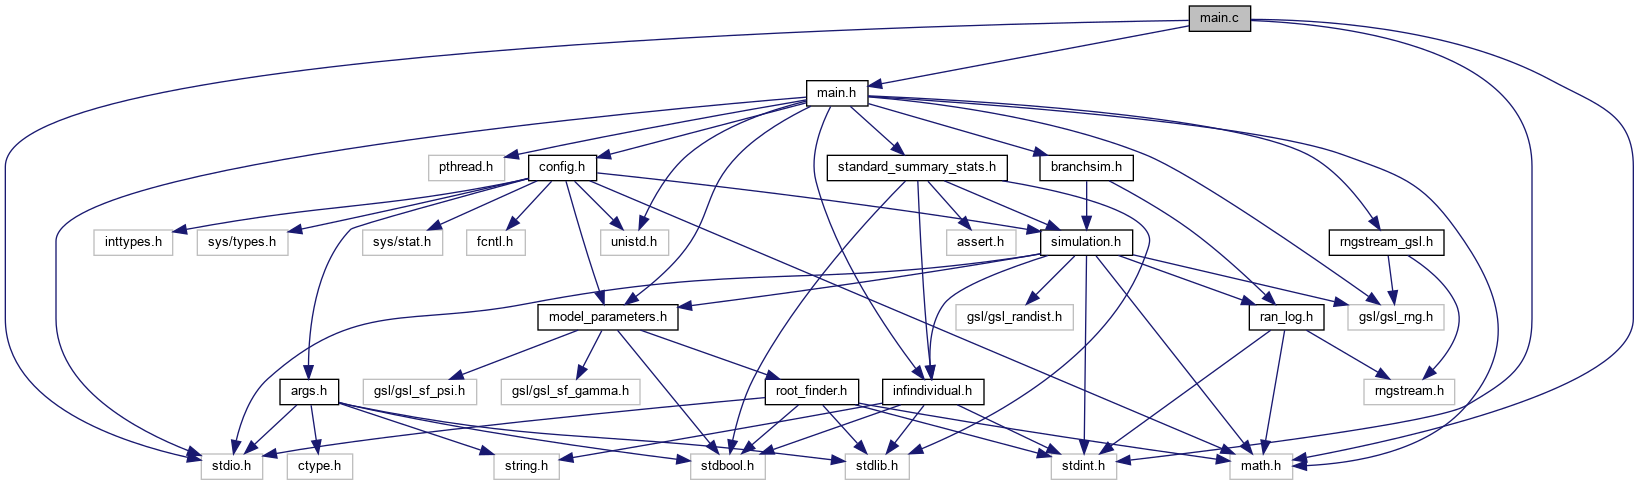 main.c
main.h
pthread.h
config.h
standard_summary_stats.h
branchsim.h
inttypes.h
sys/types.h
sys/stat.h
fcntl.h
unistd.h
assert.h
simulation.h
rngstream_gsl.h
model_parameters.h
gsl/gsl_randist.h
ran_log.h
gsl/gsl_rng.h
args.h
gsl/gsl_sf_psi.h
gsl/gsl_sf_gamma.h
root_finder.h
infindividual.h
rngstream.h
stdio.h
ctype.h
string.h
stdbool.h
stdlib.h
stdint.h
math.h